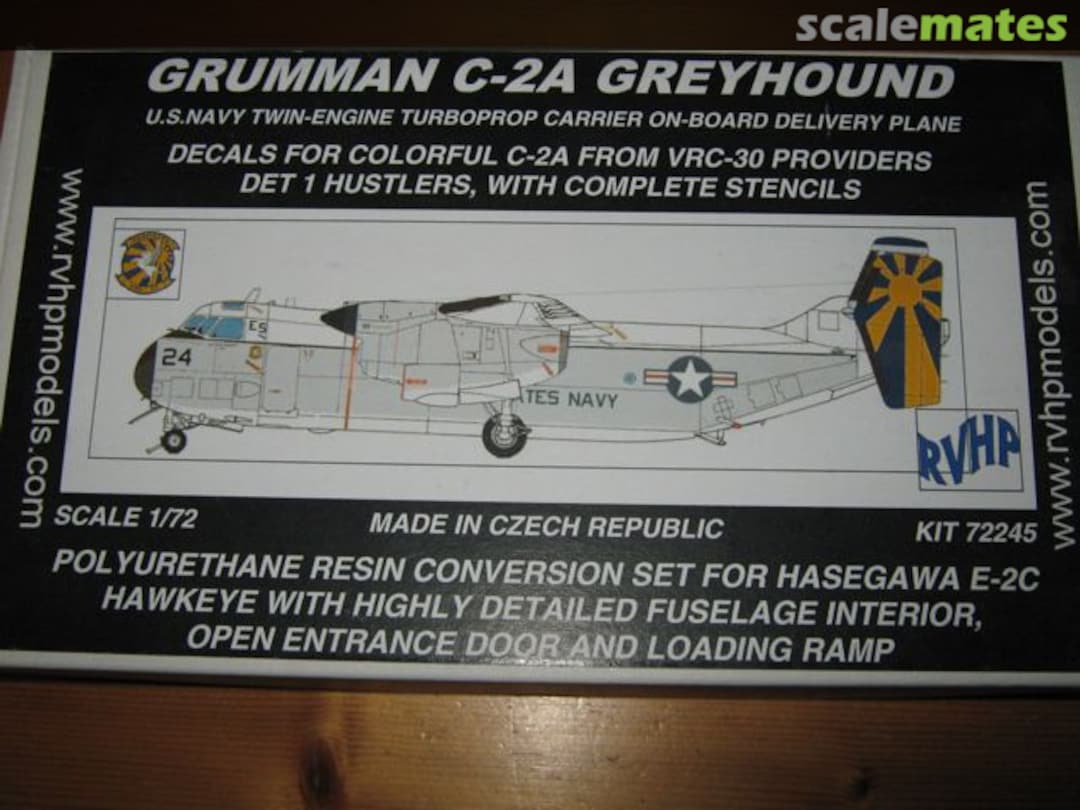 scalemates
GRUMMAN C-2A GREYHOUND
U.S.NAVY TWIN-ENGINE TURBOPROP CARRIER ON-BOARD DELIVERY PLANE
DECALS FOR COLORFUL C-2A FROM VRC-30 PROVIDERS
DET 1 HUSTLERS, WITH COMPLETE STENCILS
www.rvhpmodels.com
www.rvhpmodels.com
ES
24
ATES NAVY
RVHP
SCALE 1/72
MADE IN CZECH REPUBLIC
KIT 72245
POLYURETHANE RESIN CONVERSION SET FOR HASEGAWA E-2C
HAWKEYE WITH HIGHLY DETAILED FUSELAGE INTERIOR,
OPEN ENTRANCE DOOR AND LOADING RAMP